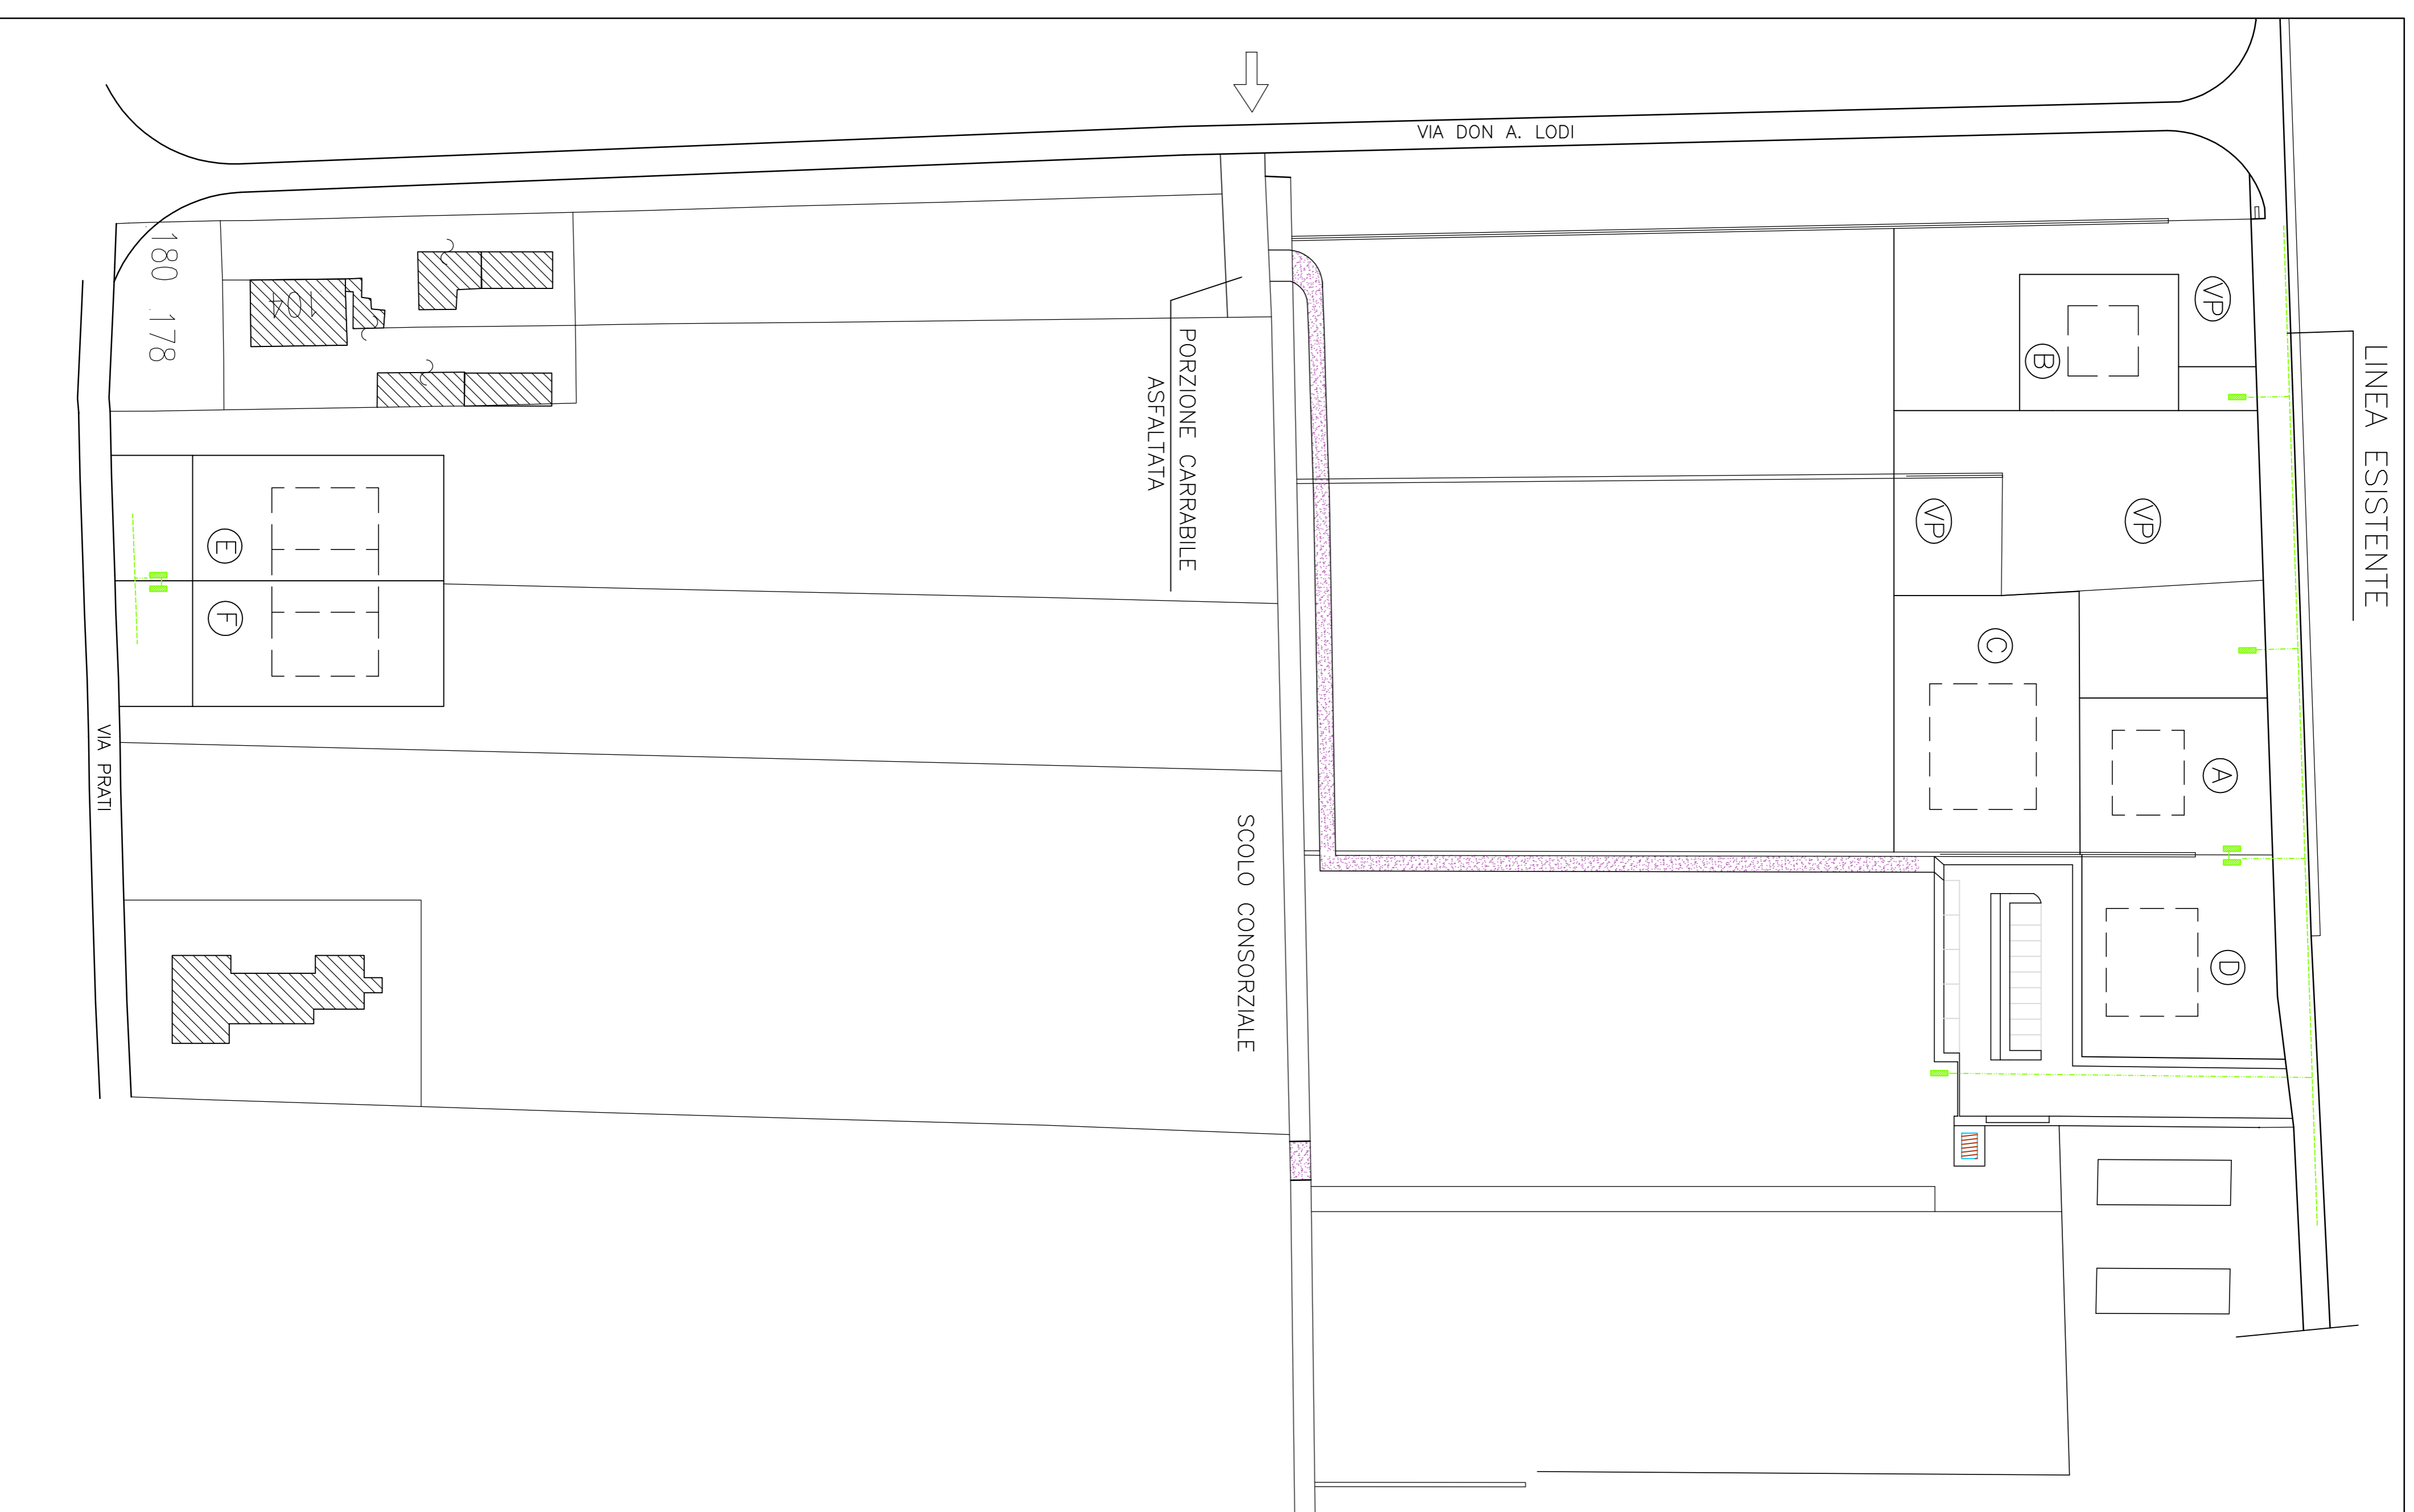 VIA DON A. LODI
180
178
104
PORZIONE CARRABILE
ASFALTATA
LINEA ESISTENTE
VP
B
VP
VP
C
A
D
E
F
SCOLO CONSORZIALE
VIA PRATI